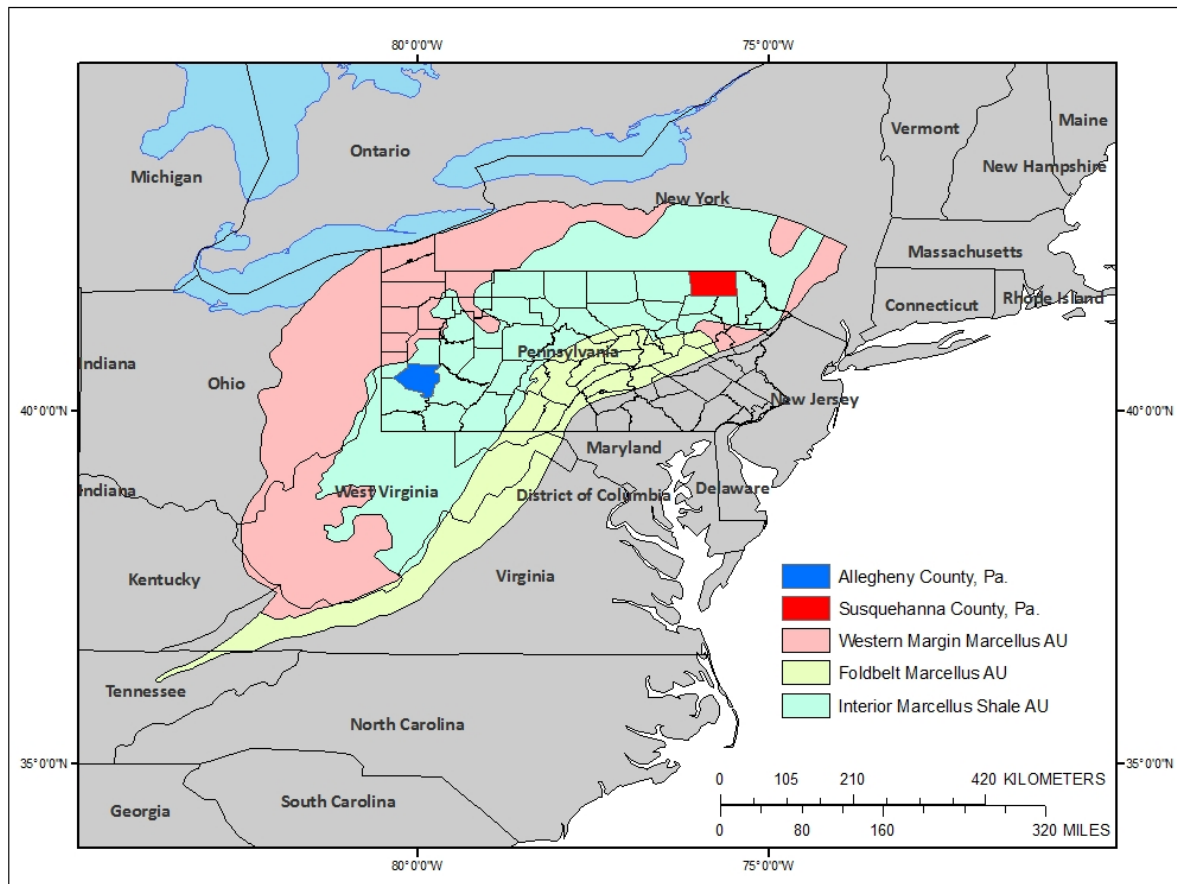 80°0'0"W 75°0'0"W
Maine
Vermont
Ontario
New Hampshire
Michigan
New York
Massachusetts
Rhode Island
Connecticut
Pennsylvania
Indiana
Ohio
New Jersey
40°0'0"N 40°0'0"N
Maryland
Indiana
West Virginia
District of Columbia
Delaware
Kentucky
Virginia
Allegheny County, Pa.
Susquehanna County, Pa.
Western Margin Marcellus AU
Foldbelt Marcellus AU
Interior Marcellus Shale AU
Tennessee
North Carolina
35°0'0"N 35°0'0"N
0 105 210 420 KILOMETERS
South Carolina
Georgia
0 80 160 320 MILES
80°0'0"W 75°0'0"W